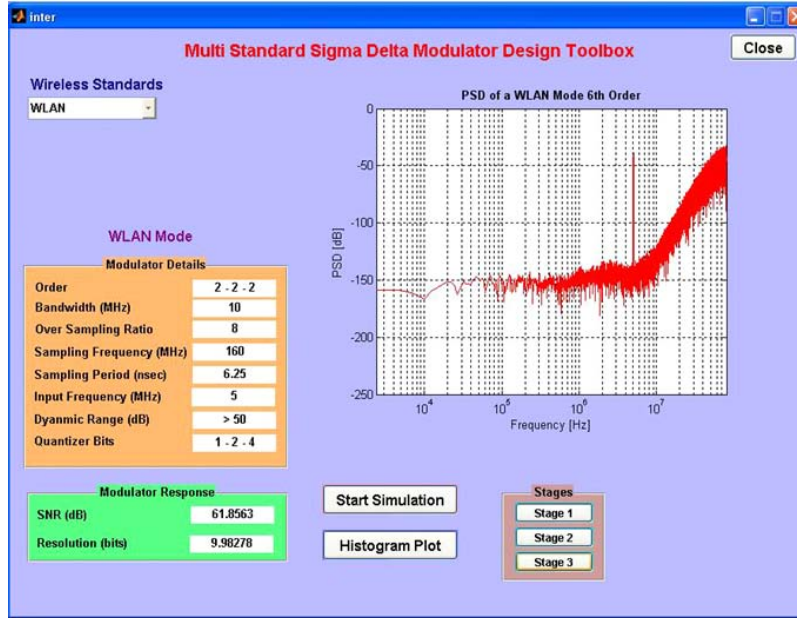 inter
Multi Standard Sigma Delta Modulator Design Toolbox
Close
Wireless Standards
WLAN
WLAN Mode
Modulator Details
Order 2 - 2 - 2
Bandwidth (MHz) 10
Over Sampling Ratio 8
Sampling Frequency (MHz) 160
Sampling Period (nsec) 6.25
Input Frequency (MHz) 5
Dyanmic Range (dB) > 50
Quantizer Bits 1 - 2 - 4
Modulator Response
SNR (dB) 61.8563
Resolution (bits) 9.98278
PSD of a WLAN Mode 6th Order
PSD [dB]
0
-50
-100
-150
-200
-250
10^4 10^5 10^6 10^7
Frequency [Hz]
Start Simulation
Histogram Plot
Stages
Stage 1
Stage 2
Stage 3